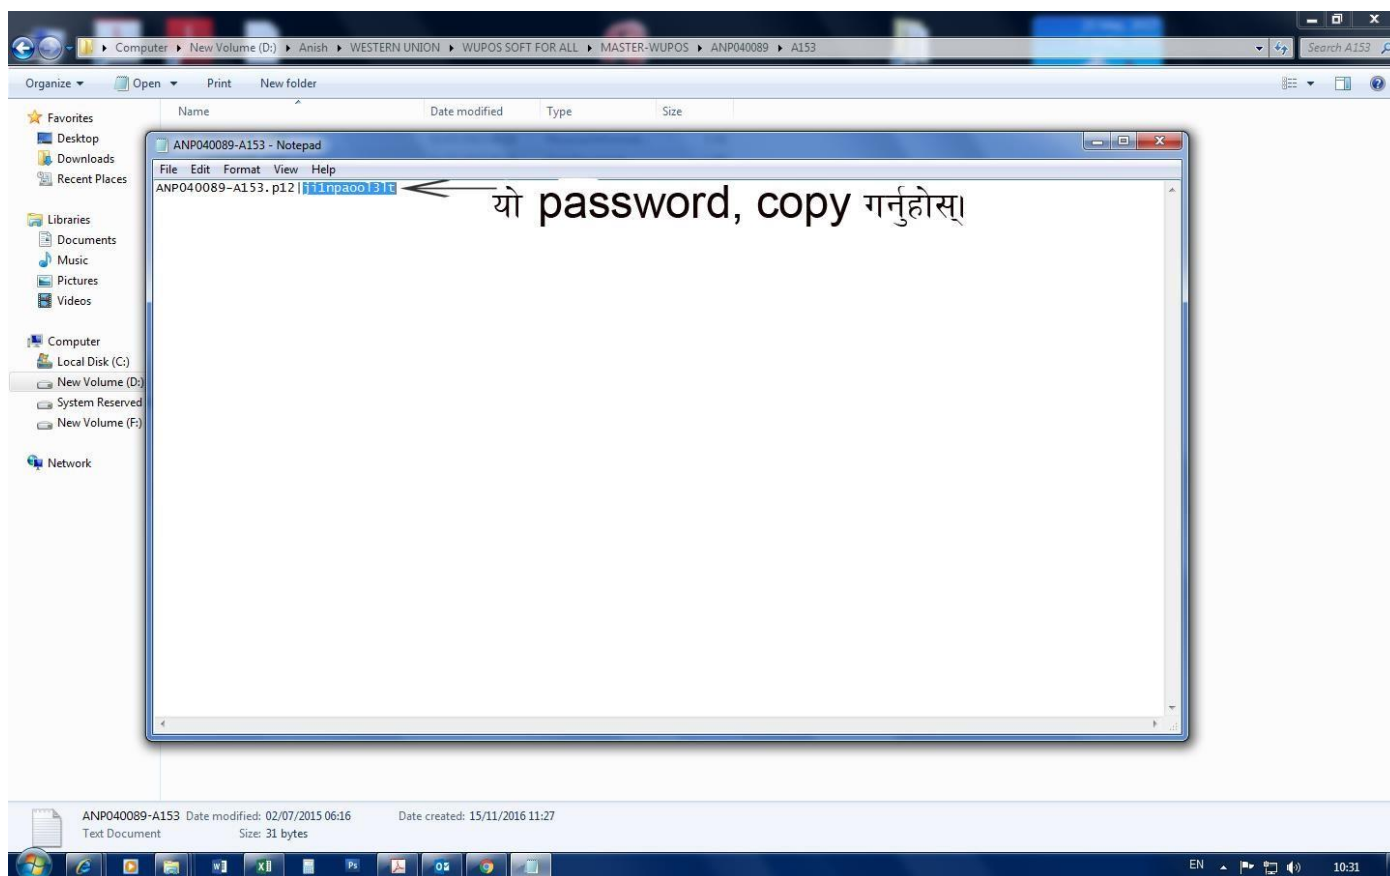 Computer ▸ New Volume (D:) ▸ Anish ▸ WESTERN UNION ▸ WUPOS SOFT FOR ALL ▸ MASTER-WUPOS ▸ ANP040089 ▸ A153
Search A153
Organize Open Print New folder
Name Date modified Type Size
Favorites
Desktop
Downloads
Recent Places
Libraries
Documents
Music
Pictures
Videos
Computer
Local Disk (C:)
New Volume (D:)
System Reserved
New Volume (F:)
Network
ANP040089-A153 - Notepad
File Edit Format View Help
ANP040089-A153.p12|
यो password, copy गर्नुहोस्।
ANP040089-A153 Date modified: 02/07/2015 06:16 Date created: 15/11/2016 11:27
Text Document Size: 31 bytes
EN 10:31